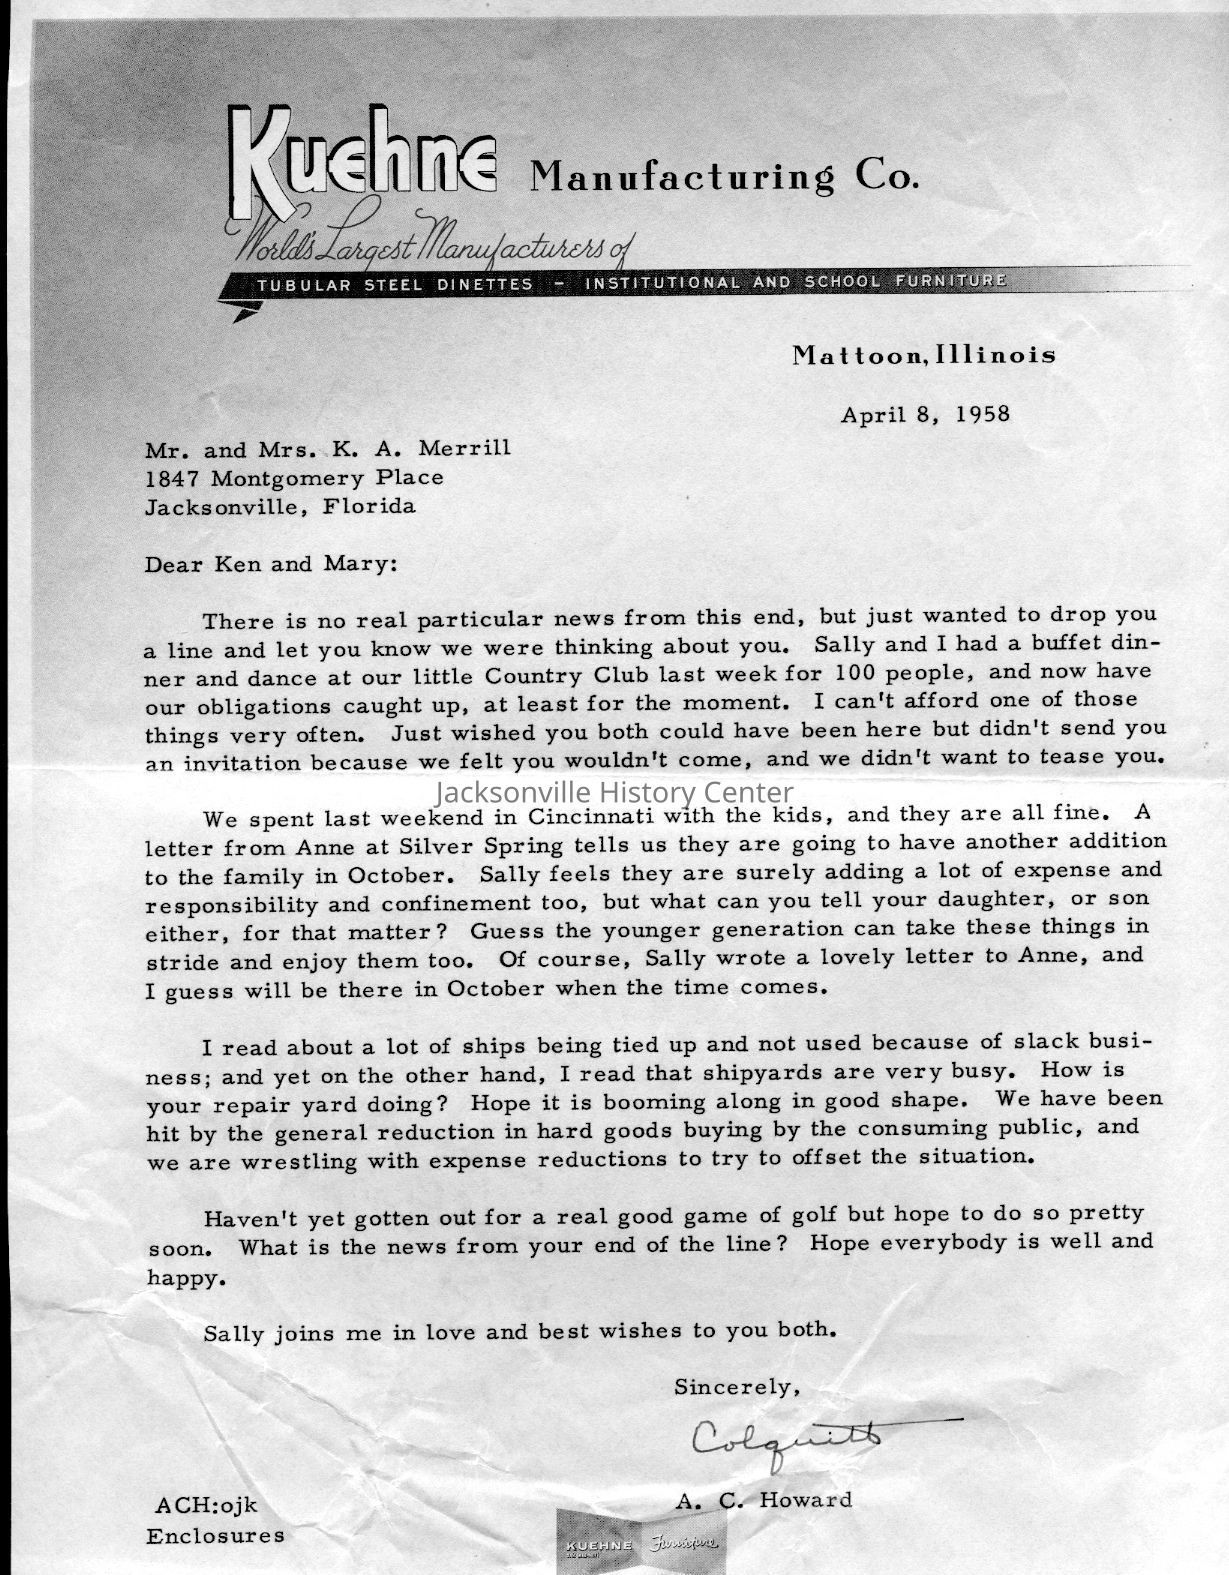 Kuehne Manufacturing Co.
World's Largest Manufacturers of
TUBULAR STEEL DINETTES – INSTITUTIONAL AND SCHOOL FURNITURE
Mattoon, Illinois
April 8, 1958
Mr. and Mrs. K. A. Merrill
1847 Montgomery Place
Jacksonville, Florida
Dear Ken and Mary:
There is no real particular news from this end, but just wanted to drop you
a line and let you know we were thinking about you. Sally and I had a buffet din-
ner and dance at our little Country Club last week for 100 people, and now have
our obligations caught up, at least for the moment. I can't afford one of those
things very often. Just wished you both could have been here but didn't send you
an invitation because we felt you wouldn't come, and we didn't want to tease you.
Jacksonville History Center
We spent last weekend in Cincinnati with the kids, and they are all fine. A
letter from Anne at Silver Spring tells us they are going to have another addition
to the family in October. Sally feels they are surely adding a lot of expense and
responsibility and confinement too, but what can you tell your daughter, or son
either, for that matter? Guess the younger generation can take these things in
stride and enjoy them too. Of course, Sally wrote a lovely letter to Anne, and
I guess will be there in October when the time comes.
I read about a lot of ships being tied up and not used because of slack busi-
ness; and yet on the other hand, I read that shipyards are very busy. How is
your repair yard doing? Hope it is booming along in good shape. We have been
hit by the general reduction in hard goods buying by the consuming public, and
we are wrestling with expense reductions to try to offset the situation.
Haven't yet gotten out for a real good game of golf but hope to do so pretty
soon. What is the news from your end of the line? Hope everybody is well and
happy.
Sally joins me in love and best wishes to you both.
Sincerely,
Colquitt
A. C. Howard
ACH:ojk
Enclosures
KUEHNE Furniture